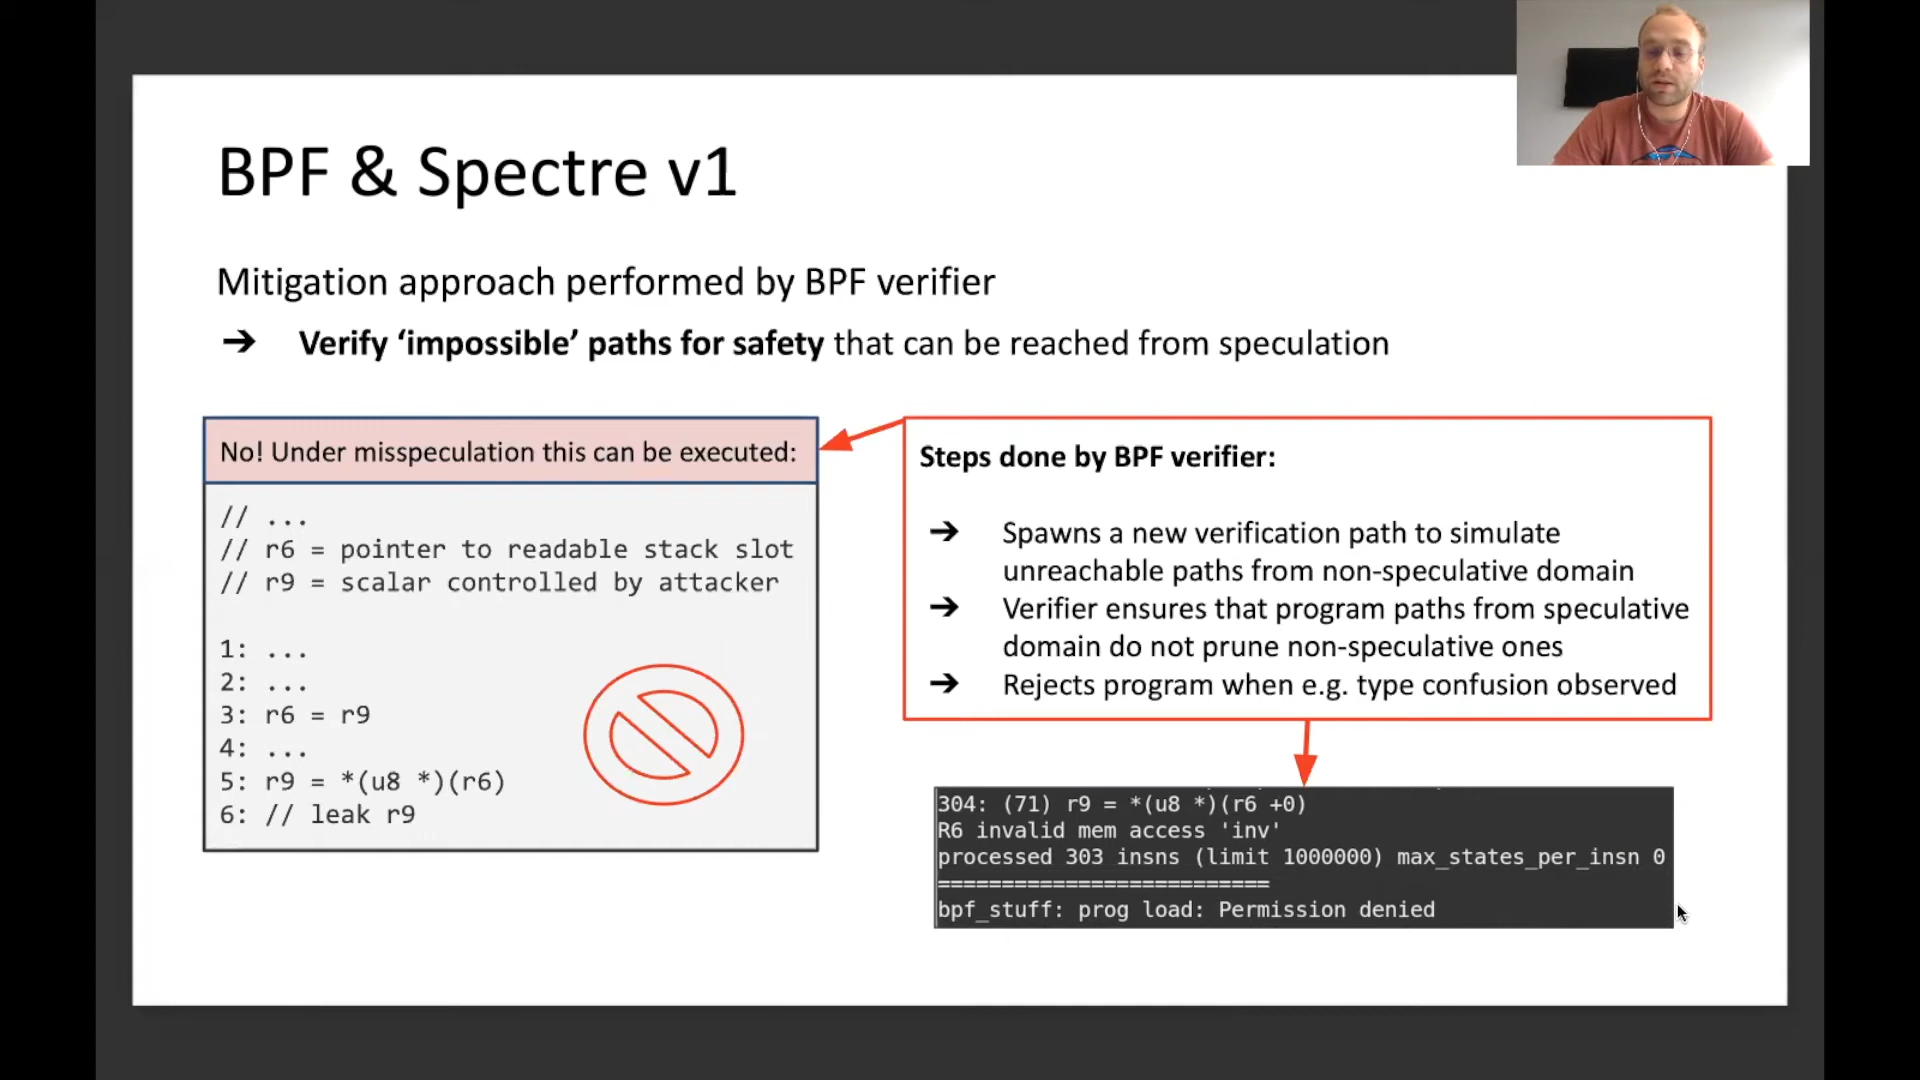 BPF & Spectre v1
Mitigation approach performed by BPF verifier
➔ Verify ‘impossible’ paths for safety that can be reached from speculation
No! Under misspeculation this can be executed:
// ...
// r6 = pointer to readable stack slot
// r9 = scalar controlled by attacker
1: ...
2: ...
3: r6 = r9
4: ...
5: r9 = *(u8 *)(r6)
6: // leak r9
Steps done by BPF verifier:
➔ Spawns a new verification path to simulate
unreachable paths from non-speculative domain
➔ Verifier ensures that program paths from speculative
domain do not prune non-speculative ones
➔ Rejects program when e.g. type confusion observed
304: (71) r9 = *(u8 *)(r6 +0)
R6 invalid mem access 'inv'
processed 303 insns (limit 1000000) max_states_per_insn 0
==========================
bpf_stuff: prog load: Permission denied